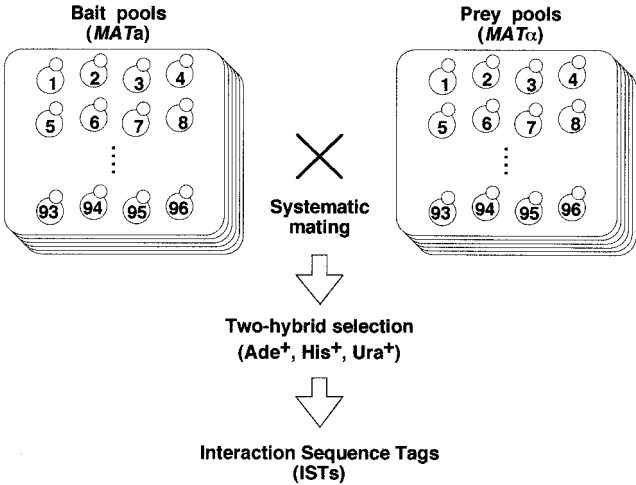 Bait pools
(MATa)
Prey pools
(MATα)
1 2 3 4
5 6 7 8
93 94 95 96
1 2 3 4
5 6 7 8
93 94 95 96
Systematic
mating
Two-hybrid selection
(Ade+, His+, Ura+)
Interaction Sequence Tags
(ISTs)